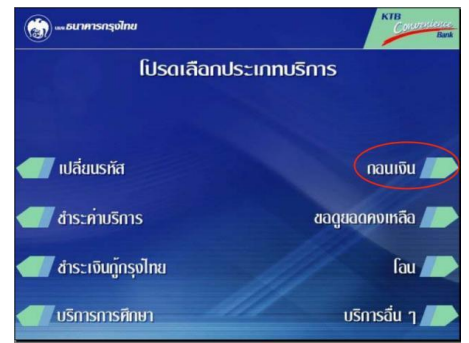 บมจ.ธนาคารกรุงไทย
KTB
Convenience
Bank
โปรดเลือกประเภทบริการ
เปลี่ยนรหัส
ถอนเงิน
ชำระค่าบริการ
ขอดูยอดคงเหลือ
ชำระเงินกู้กรุงไทย
โอน
บริการการศึกษา
บริการอื่น ๆ